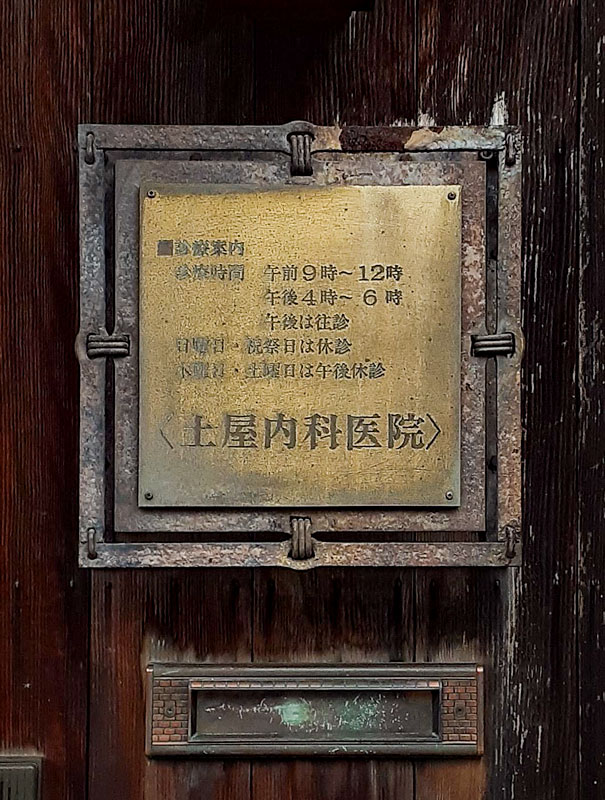 ■診療案内
診療時間 午前9時～12時
午後4時～6時
午後は往診
日曜日・祝祭日は休診
曜日・土曜日は午後休診
〈土屋内科医院〉